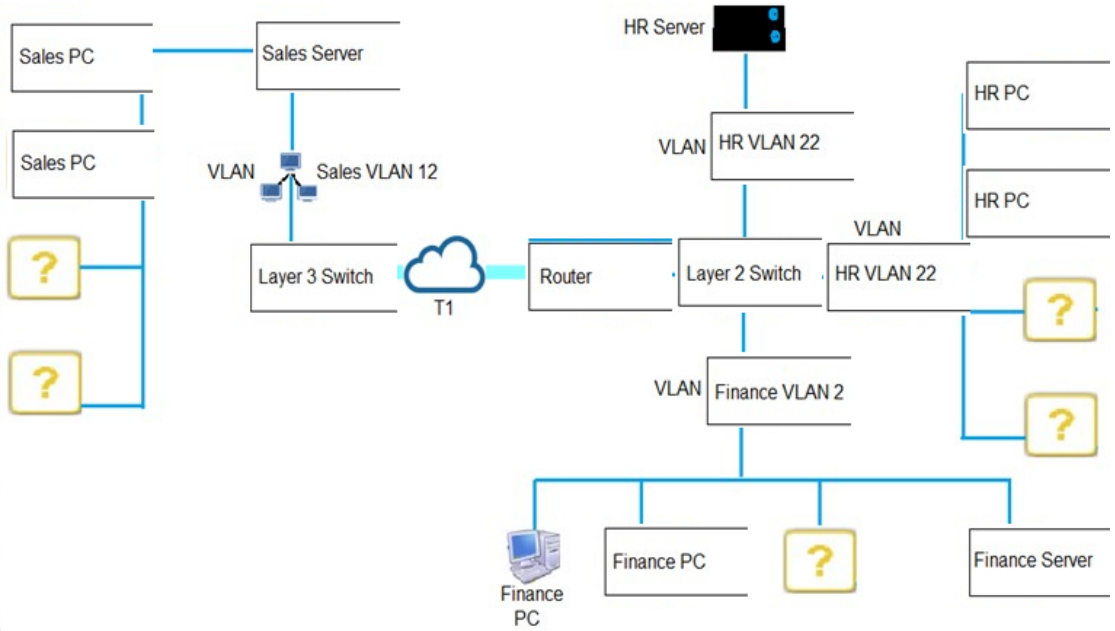 Sales PC
Sales Server
HR Server
HR PC
Sales PC
VLAN
Sales VLAN 12
VLAN
HR VLAN 22
HR PC
VLAN
?
Layer 3 Switch
T1
Router
Layer 2 Switch
HR VLAN 22
?
?
VLAN
Finance VLAN 2
?
Finance
PC
Finance PC
?
Finance Server